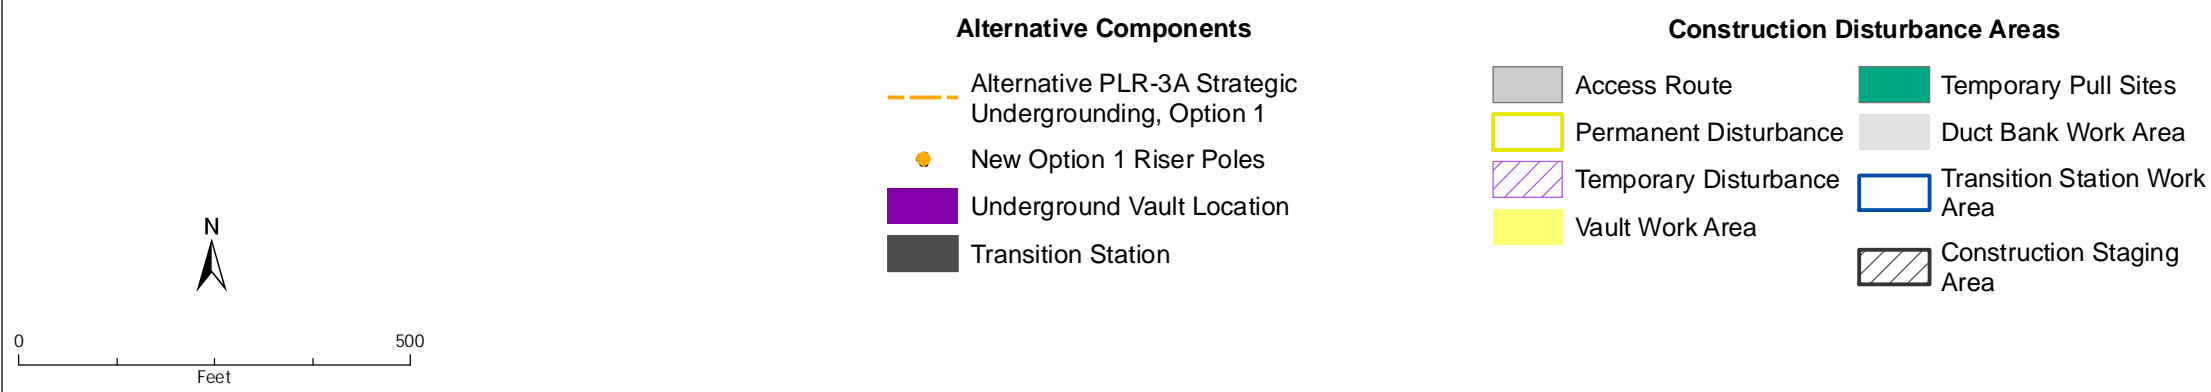 N
0 500
Feet
Alternative Components
Alternative PLR-3A Strategic
Undergrounding, Option 1
New Option 1 Riser Poles
Underground Vault Location
Transition Station
Construction Disturbance Areas
Access Route
Permanent Disturbance
Temporary Disturbance
Vault Work Area
Temporary Pull Sites
Duct Bank Work Area
Transition Station Work
Area
Construction Staging
Area